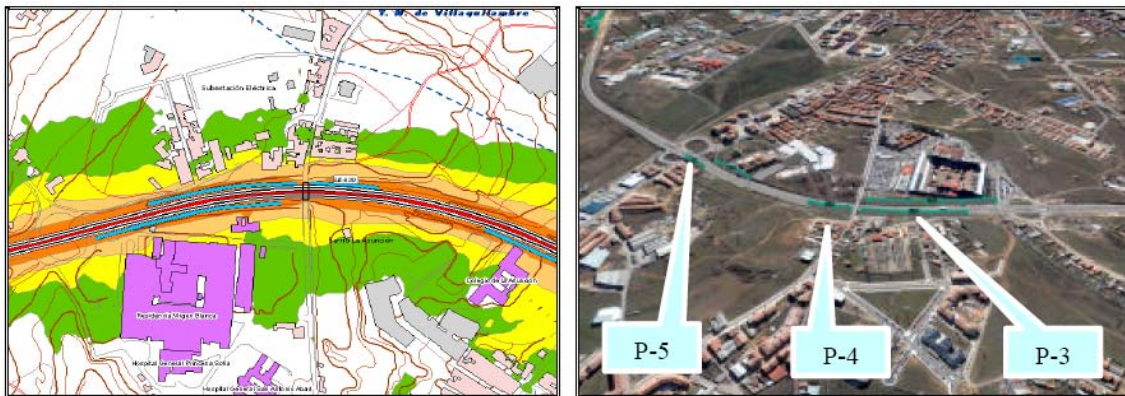 T. M. de Villaquilambre
Subestación Eléctrica
Barrio La Asunción
Colegio de La Asunción
Residencia Virgen Blanca
Hospital General Princesa Sofía
Hospital General San Antonio Abad
P-5
P-4
P-3